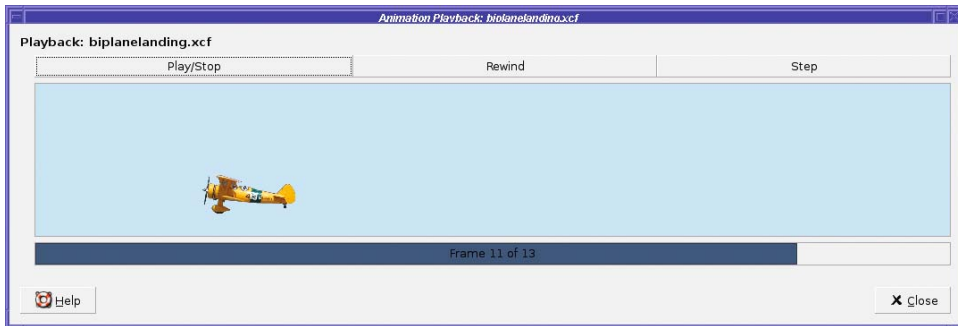 Animation Playback: biplanelanding.xcf
Playback: biplanelanding.xcf
Play/Stop Rewind Step
Frame 11 of 13
Help Close